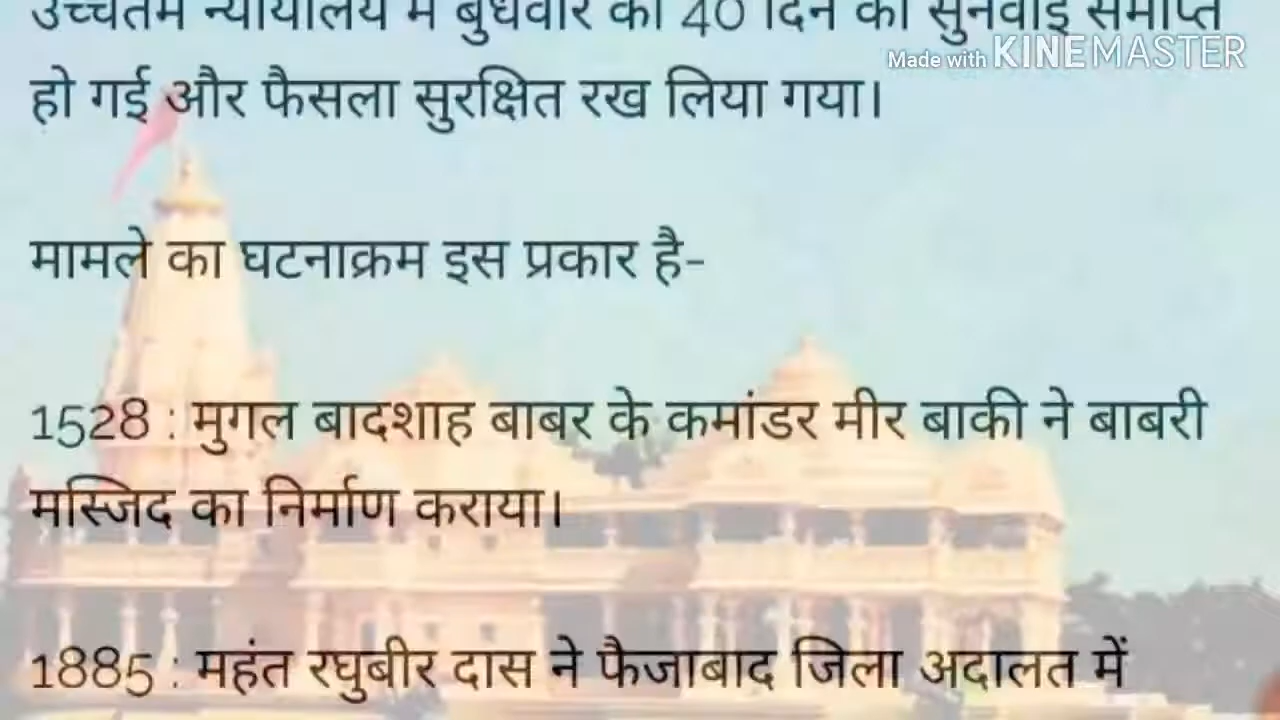 उच्चतम न्यायालय में बुधवार को 40 दिन की सुनवाई समाप्त
Made with KINEMASTER
हो गई और फैसला सुरक्षित रख लिया गया।
मामले का घटनाक्रम इस प्रकार है-
1528 : मुगल बादशाह बाबर के कमांडर मीर बाकी ने बाबरी
मस्जिद का निर्माण कराया।
1885 : महंत रघुबीर दास ने फैजाबाद जिला अदालत में